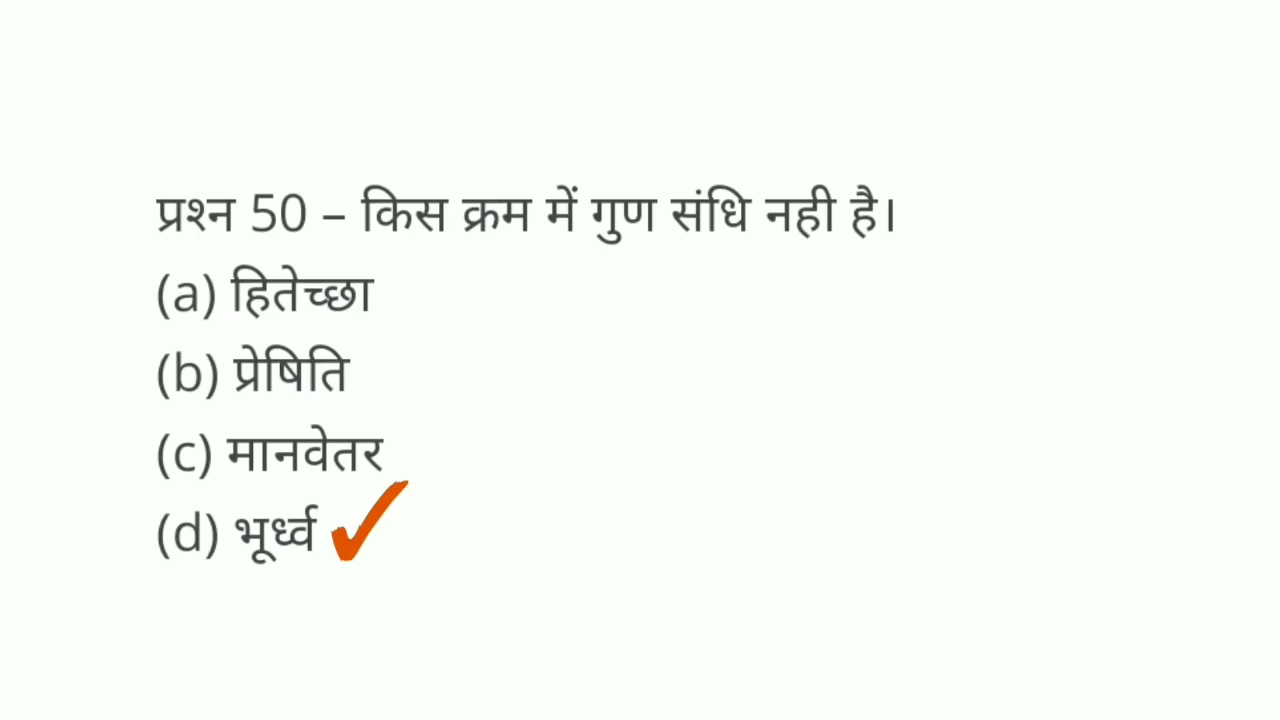 प्रश्न 50 – किस क्रम में गुण संधि नही है।
(a) हितेच्छा
(b) प्रेषिति
(c) मानवेतर
(d) भूर्ध्व